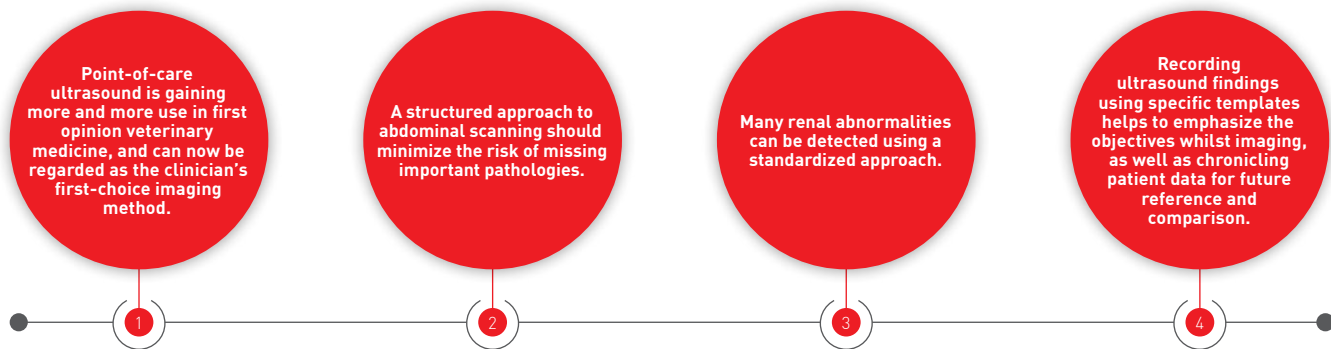 Point-of-care
ultrasound is gaining
more and more use in first
opinion veterinary
medicine, and can now be
regarded as the clinician's
first-choice imaging
method.
A structured approach to
abdominal scanning should
minimize the risk of missing
important pathologies.
Many renal abnormalities
can be detected using a
standardized approach.
Recording
ultrasound findings
using specific templates
helps to emphasize the
objectives whilst imaging,
as well as chronicling
patient data for future
reference and
comparison.
1
2
3
4